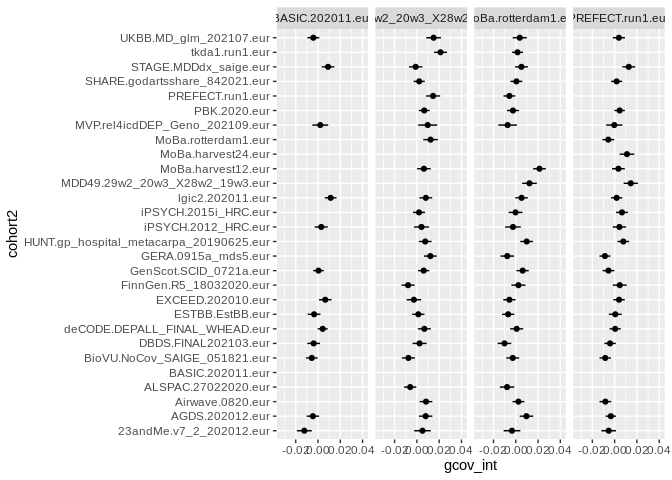 BASIC.202011.eu
w2_20w3_X28w2
oBa.rotterdam1.e
PREFECT.run1.eu
UKBB.MD_glm_202107.eur
tkda1.run1.eur
STAGE.MDDdx_saige.eur
SHARE.godartsshare_842021.eur
PREFECT.run1.eur
PBK.2020.eur
MVP.rel4icdDEP_Geno_202109.eur
MoBa.rotterdam1.eur
MoBa.harvest24.eur
MoBa.harvest12.eur
MDD49.29w2_20w3_X28w2_19w3.eur
lgic2.202011.eur
iPSYCH.2015i_HRC.eur
iPSYCH.2012_HRC.eur
HUNT.gp_hospital_metacarpa_20190625.eur
GERA.0915a_mds5.eur
GenScot.SCID_0721a.eur
FinnGen.R5_18032020.eur
EXCEED.202010.eur
ESTBB.EstBB.eur
deCODE.DEPALL_FINAL_WHEAD.eur
DBDS.FINAL202103.eur
BioVU.NoCov_SAIGE_051821.eur
BASIC.202011.eur
ALSPAC.27022020.eur
Airwave.0820.eur
AGDS.202012.eur
23andMe.v7_2_202012.eur
cohort2
-0.02 0.00 0.02 0.04
-0.02 0.00 0.02 0.04
-0.02 0.00 0.02 0.04
-0.02 0.00 0.02 0.04
gcov_int